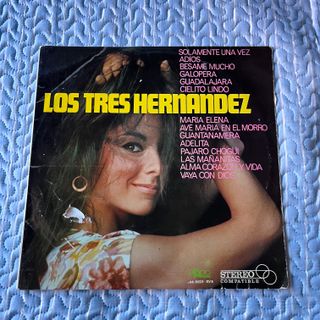 SOLAMENTE UNA VEZ
ADIOS
BESAME MUCHO
GALOPERA
GUADALAJARA
CIELITO LINDO
LOS TRES HERNANDEZ
MARIA ELENA
AVE MARIA EN EL MORRO
GUANTANAMERA
ADELITA
PAJARO CHOGUI
LAS MAÑANITAS
ALMA CORAZON Y VIDA
VAYA CON DIOS
STEREO
COMPATIBLE